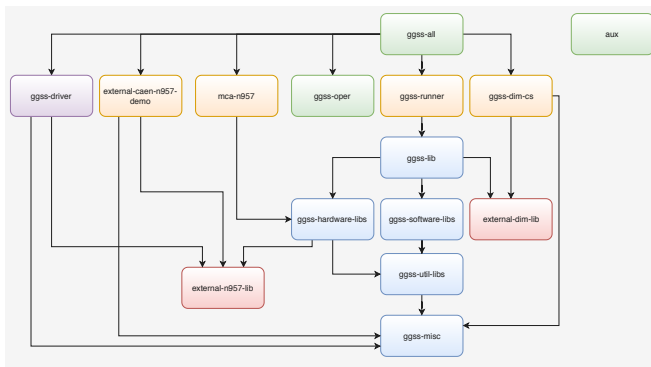 ggss-all
aux
ggss-driver
external-caen-n957-
demo
mca-n957
ggss-oper
ggss-runner
ggss-dim-cs
ggss-lib
ggss-hardware-libs
ggss-software-libs
external-dim-lib
external-n957-lib
ggss-util-libs
ggss-misc